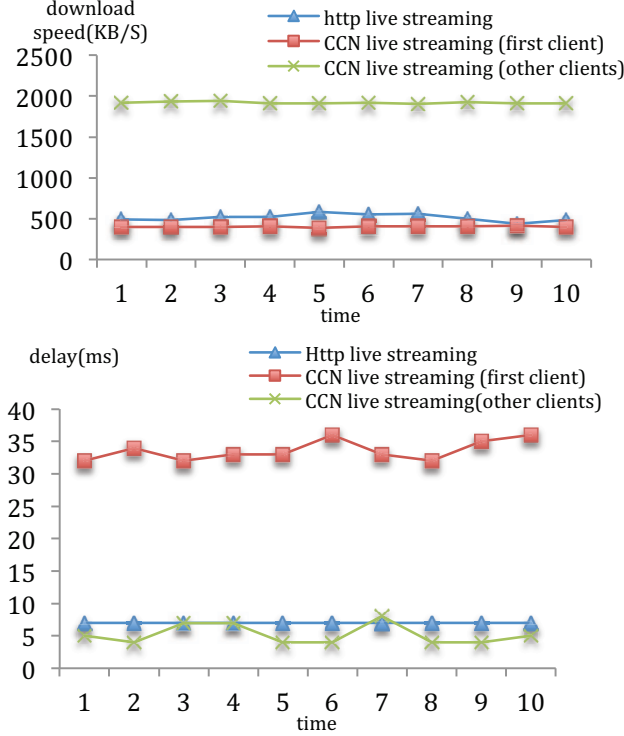 download
speed(KB/S)
http live streaming
CCN live streaming (first client)
CCN live streaming (other clients)
2500
2000
1500
1000
500
0
1 2 3 4 5 6 7 8 9 10
time
delay(ms)
Http live streaming
CCN live streaming (first client)
CCN live streaming(other clients)
40
35
30
25
20
15
10
5
0
1 2 3 4 5 6 7 8 9 10
time